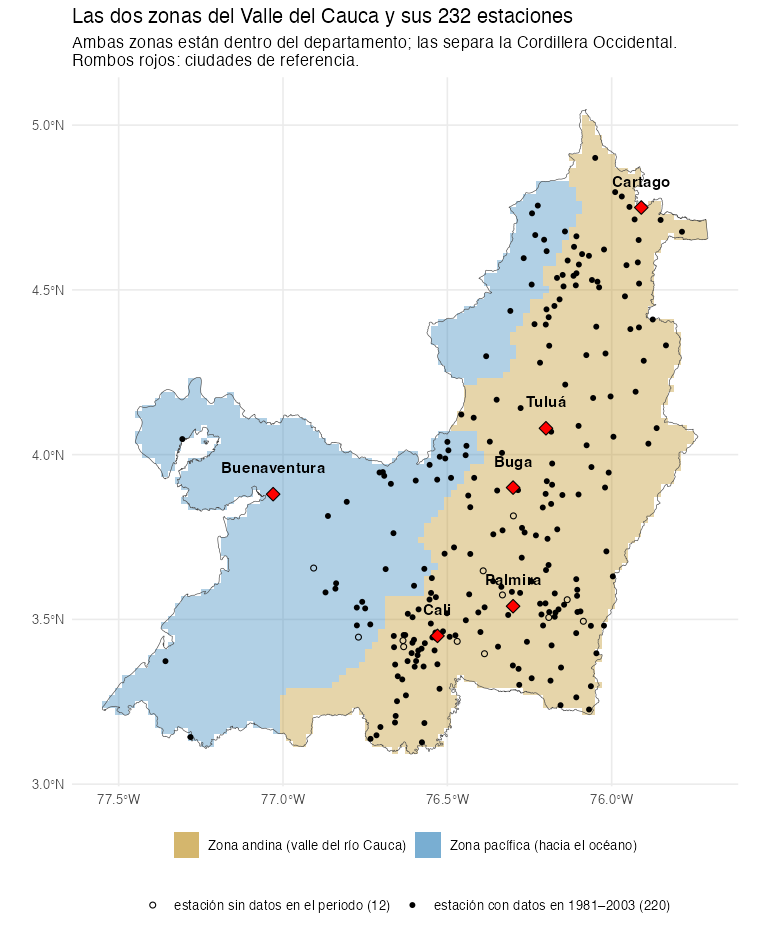 Las dos zonas del Valle del Cauca y sus 232 estaciones
Ambas zonas están dentro del departamento; las separa la Cordillera Occidental.
Rombos rojos: ciudades de referencia.
5.0°N
Cartago
4.5°N
Tuluá
4.0°N
Buenaventura
Buga
Palmira
3.5°N
Cali
3.0°N
77.5°W 77.0°W 76.5°W 76.0°W
Zona andina (valle del río Cauca) Zona pacífica (hacia el océano)
estación sin datos en el periodo (12) estación con datos en 1981–2003 (220)